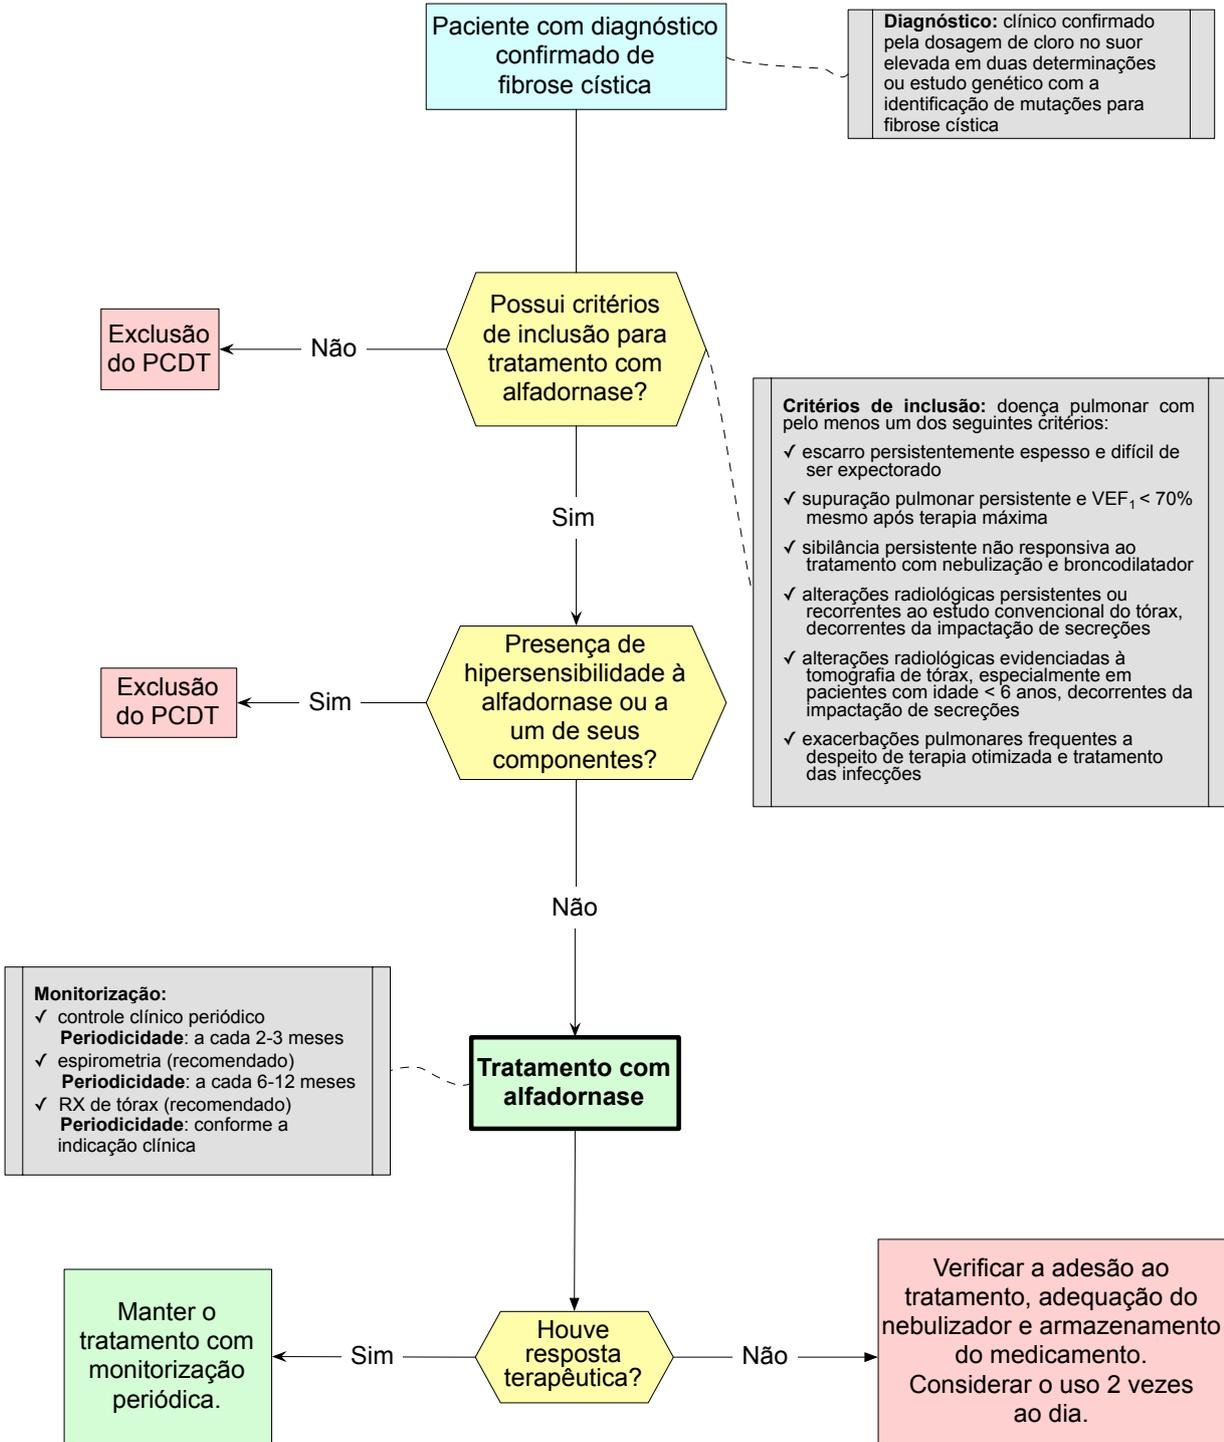 Paciente com diagnóstico
confirmado de
fibrose cística
Diagnóstico: clínico confirmado
pela dosagem de cloro no suor
elevada em duas determinações
ou estudo genético com a
identificação de mutações para
fibrose cística
Possui critérios
de inclusão para
tratamento com
alfadornase?
Não
Exclusão
do PCDT
Critérios de inclusão: doença pulmonar com
pelo menos um dos seguintes critérios:
✓ escarro persistentemente espesso e difícil de
ser expectorado
✓ supuração pulmonar persistente e VEF₁ < 70%
mesmo após terapia máxima
✓ sibilância persistente não responsiva ao
tratamento com nebulização e broncodilatador
✓ alterações radiológicas persistentes ou
recorrentes ao estudo convencional do tórax,
decorrentes da impactação de secreções
✓ alterações radiológicas evidenciadas à
tomografia de tórax, especialmente em
pacientes com idade < 6 anos, decorrentes da
impactação de secreções
✓ exacerbações pulmonares frequentes a
despeito de terapia otimizada e tratamento
das infecções
Sim
Presença de
hipersensibilidade à
alfadornase ou a
um de seus
componentes?
Sim
Exclusão
do PCDT
Não
Monitorização:
✓ controle clínico periódico
Periodicidade: a cada 2-3 meses
✓ espirometria (recomendado)
Periodicidade: a cada 6-12 meses
✓ RX de tórax (recomendado)
Periodicidade: conforme a
indicação clínica
Tratamento com
alfadornase
Houve
resposta
terapêutica?
Sim
Manter o
tratamento com
monitorização
periódica.
Não
Verificar a adesão ao
tratamento, adequação do
nebulizador e armazenamento
do medicamento.
Considerar o uso 2 vezes
ao dia.